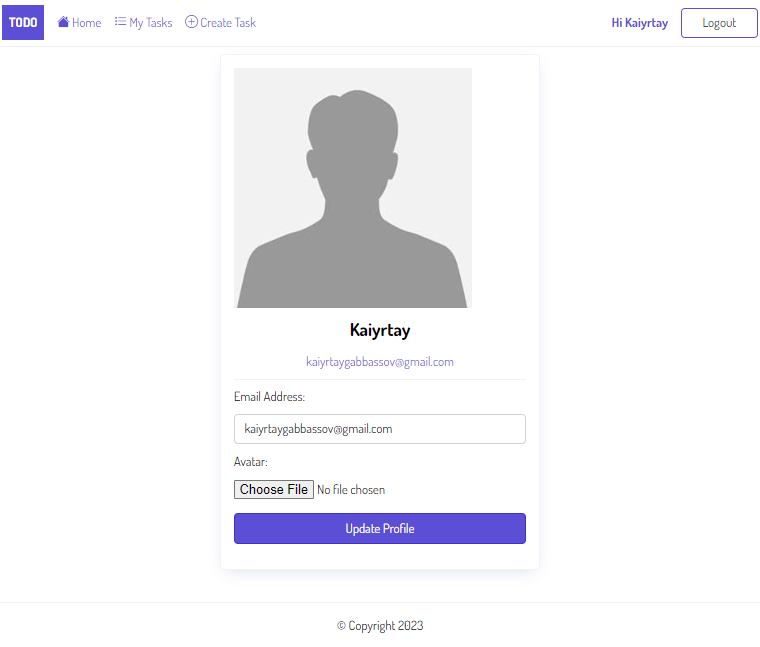 TODO Home My Tasks Create Task Hi Kaiyrtay Logout
Kaiyrtay
kaiyrtaygabbassov@gmail.com
Email Address:
kaiyrtaygabbassov@gmail.com
Avatar:
Choose File No file chosen
Update Profile
© Copyright 2023